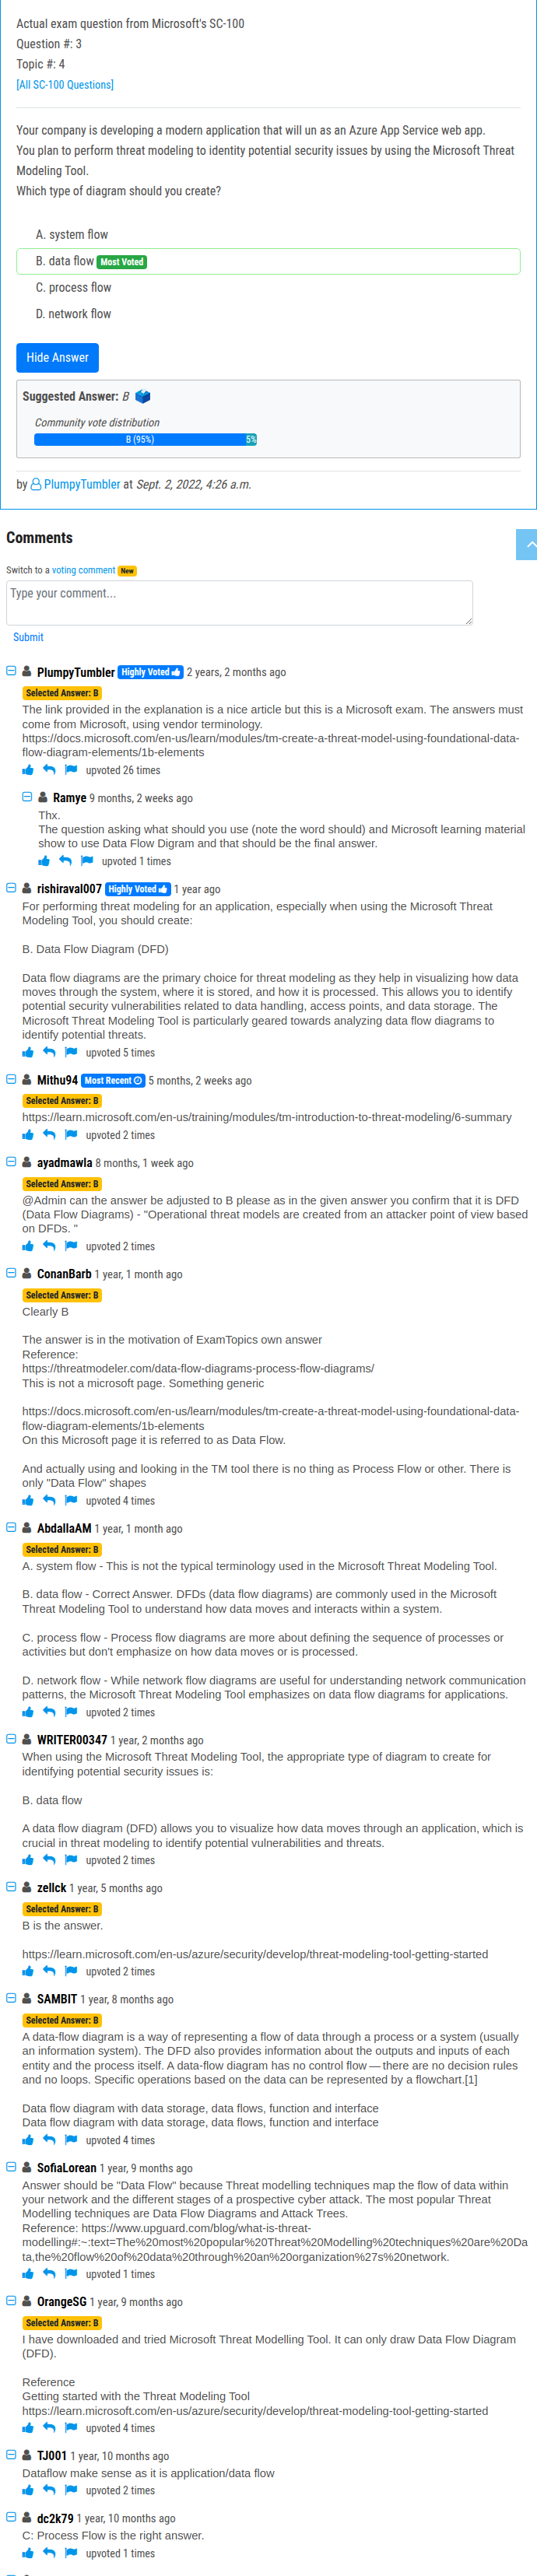 Actual exam question from Microsoft's SC-100
Question #: 3
Topic #: 4
[All SC-100 Questions]
Your company is developing a modern application that will un as an Azure App Service web app.
You plan to perform threat modeling to identify potential security issues by using the Microsoft Threat
Modeling Tool.
Which type of diagram should you create?
A. system flow
B. data flow Most Voted
C. process flow
D. network flow
Hide Answer
Suggested Answer: B
Community vote distribution
B (95%) 5%
by PlumpyTumbler at Sept. 2, 2022, 4:26 a.m.
Comments
Switch to a voting comment New
Type your comment...
Submit
PlumpyTumbler Highly Voted 2 years, 2 months ago
Selected Answer: B
The link provided in the explanation is a nice article but this is a Microsoft exam. The answers must
come from Microsoft, using vendor terminology.
https://docs.microsoft.com/en-us/learn/modules/tm-create-a-threat-model-using-foundational-data-
flow-diagram-elements/1b-elements
upvoted 26 times
Ramye 9 months, 2 weeks ago
Thx.
The question asking what should you use (note the word should) and Microsoft learning material
show to use Data Flow Digram and that should be the final answer.
upvoted 1 times
rishiraval007 Highly Voted 1 year ago
For performing threat modeling for an application, especially when using the Microsoft Threat
Modeling Tool, you should create:
B. Data Flow Diagram (DFD)
Data flow diagrams are the primary choice for threat modeling as they help in visualizing how data
moves through the system, where it is stored, and how it is processed. This allows you to identify
potential security vulnerabilities related to data handling, access points, and data storage. The
Microsoft Threat Modeling Tool is particularly geared towards analyzing data flow diagrams to
identify potential threats.
upvoted 5 times
Mithu94 Most Recent 5 months, 2 weeks ago
Selected Answer: B
https://learn.microsoft.com/en-us/training/modules/tm-introduction-to-threat-modeling/6-summary
upvoted 2 times
ayadmawla 8 months, 1 week ago
Selected Answer: B
@Admin can the answer be adjusted to B please as in the given answer you confirm that it is DFD
(Data Flow Diagrams) - "Operational threat models are created from an attacker point of view based
on DFDs. "
upvoted 2 times
ConanBarb 1 year, 1 month ago
Selected Answer: B
Clearly B
The answer is in the motivation of ExamTopics own answer
Reference:
https://threatmodeler.com/data-flow-diagrams-process-flow-diagrams/
This is not a microsoft page. Something generic
https://docs.microsoft.com/en-us/learn/modules/tm-create-a-threat-model-using-foundational-data-
flow-diagram-elements/1b-elements
On this Microsoft page it is referred to as Data Flow.
And actually using and looking in the TM tool there is no thing as Process Flow or other. There is
only "Data Flow" shapes
upvoted 4 times
AbdallaAM 1 year, 1 month ago
Selected Answer: B
A. system flow - This is not the typical terminology used in the Microsoft Threat Modeling Tool.
B. data flow - Correct Answer. DFDs (data flow diagrams) are commonly used in the Microsoft
Threat Modeling Tool to understand how data moves and interacts within a system.
C. process flow - Process flow diagrams are more about defining the sequence of processes or
activities but don't emphasize on how data moves or is processed.
D. network flow - While network flow diagrams are useful for understanding network communication
patterns, the Microsoft Threat Modeling Tool emphasizes on data flow diagrams for applications.
upvoted 2 times
WRITER00347 1 year, 2 months ago
When using the Microsoft Threat Modeling Tool, the appropriate type of diagram to create for
identifying potential security issues is:
B. data flow
A data flow diagram (DFD) allows you to visualize how data moves through an application, which is
crucial in threat modeling to identify potential vulnerabilities and threats.
upvoted 2 times
zellck 1 year, 5 months ago
Selected Answer: B
B is the answer.
https://learn.microsoft.com/en-us/azure/security/develop/threat-modeling-tool-getting-started
upvoted 2 times
SAMBIT 1 year, 8 months ago
Selected Answer: B
A data-flow diagram is a way of representing a flow of data through a process or a system (usually
an information system). The DFD also provides information about the outputs and inputs of each
entity and the process itself. A data-flow diagram has no control flow — there are no decision rules
and no loops. Specific operations based on the data can be represented by a flowchart.[1]
Data flow diagram with data storage, data flows, function and interface
Data flow diagram with data storage, data flows, function and interface
upvoted 4 times
SofiaLorean 1 year, 9 months ago
Answer should be "Data Flow" because Threat modelling techniques map the flow of data within
your network and the different stages of a prospective cyber attack. The most popular Threat
Modelling techniques are Data Flow Diagrams and Attack Trees.
Reference: https://www.upguard.com/blog/what-is-threat-
modelling#:~:text=The%20most%20popular%20Threat%20Modelling%20techniques%20are%20Da
ta,the%20flow%20of%20data%20through%20an%20organization%27s%20network.
upvoted 1 times
OrangeSG 1 year, 9 months ago
Selected Answer: B
I have downloaded and tried Microsoft Threat Modelling Tool. It can only draw Data Flow Diagram
(DFD).
Reference
Getting started with the Threat Modeling Tool
https://learn.microsoft.com/en-us/azure/security/develop/threat-modeling-tool-getting-started
upvoted 4 times
TJ001 1 year, 10 months ago
Dataflow make sense as it is application/data flow
upvoted 2 times
dc2k79 1 year, 10 months ago
C: Process Flow is the right answer.
upvoted 1 times